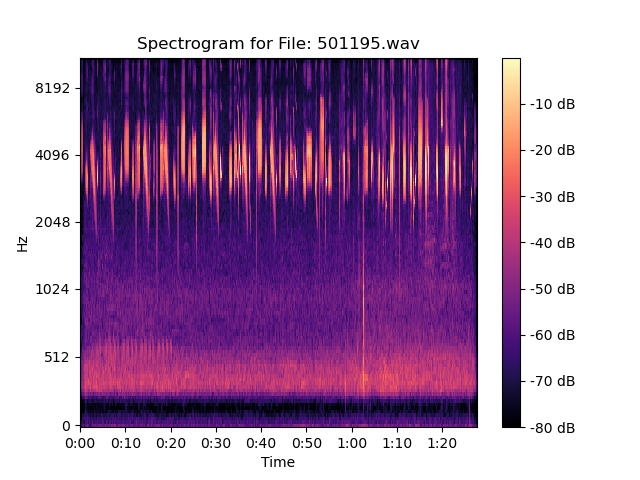 Spectrogram for File: 501195.wav
8192
4096
2048
1024
512
0
Hz
0:00 0:10 0:20 0:30 0:40 0:50 1:00 1:10 1:20
Time
-10 dB
-20 dB
-30 dB
-40 dB
-50 dB
-60 dB
-70 dB
-80 dB